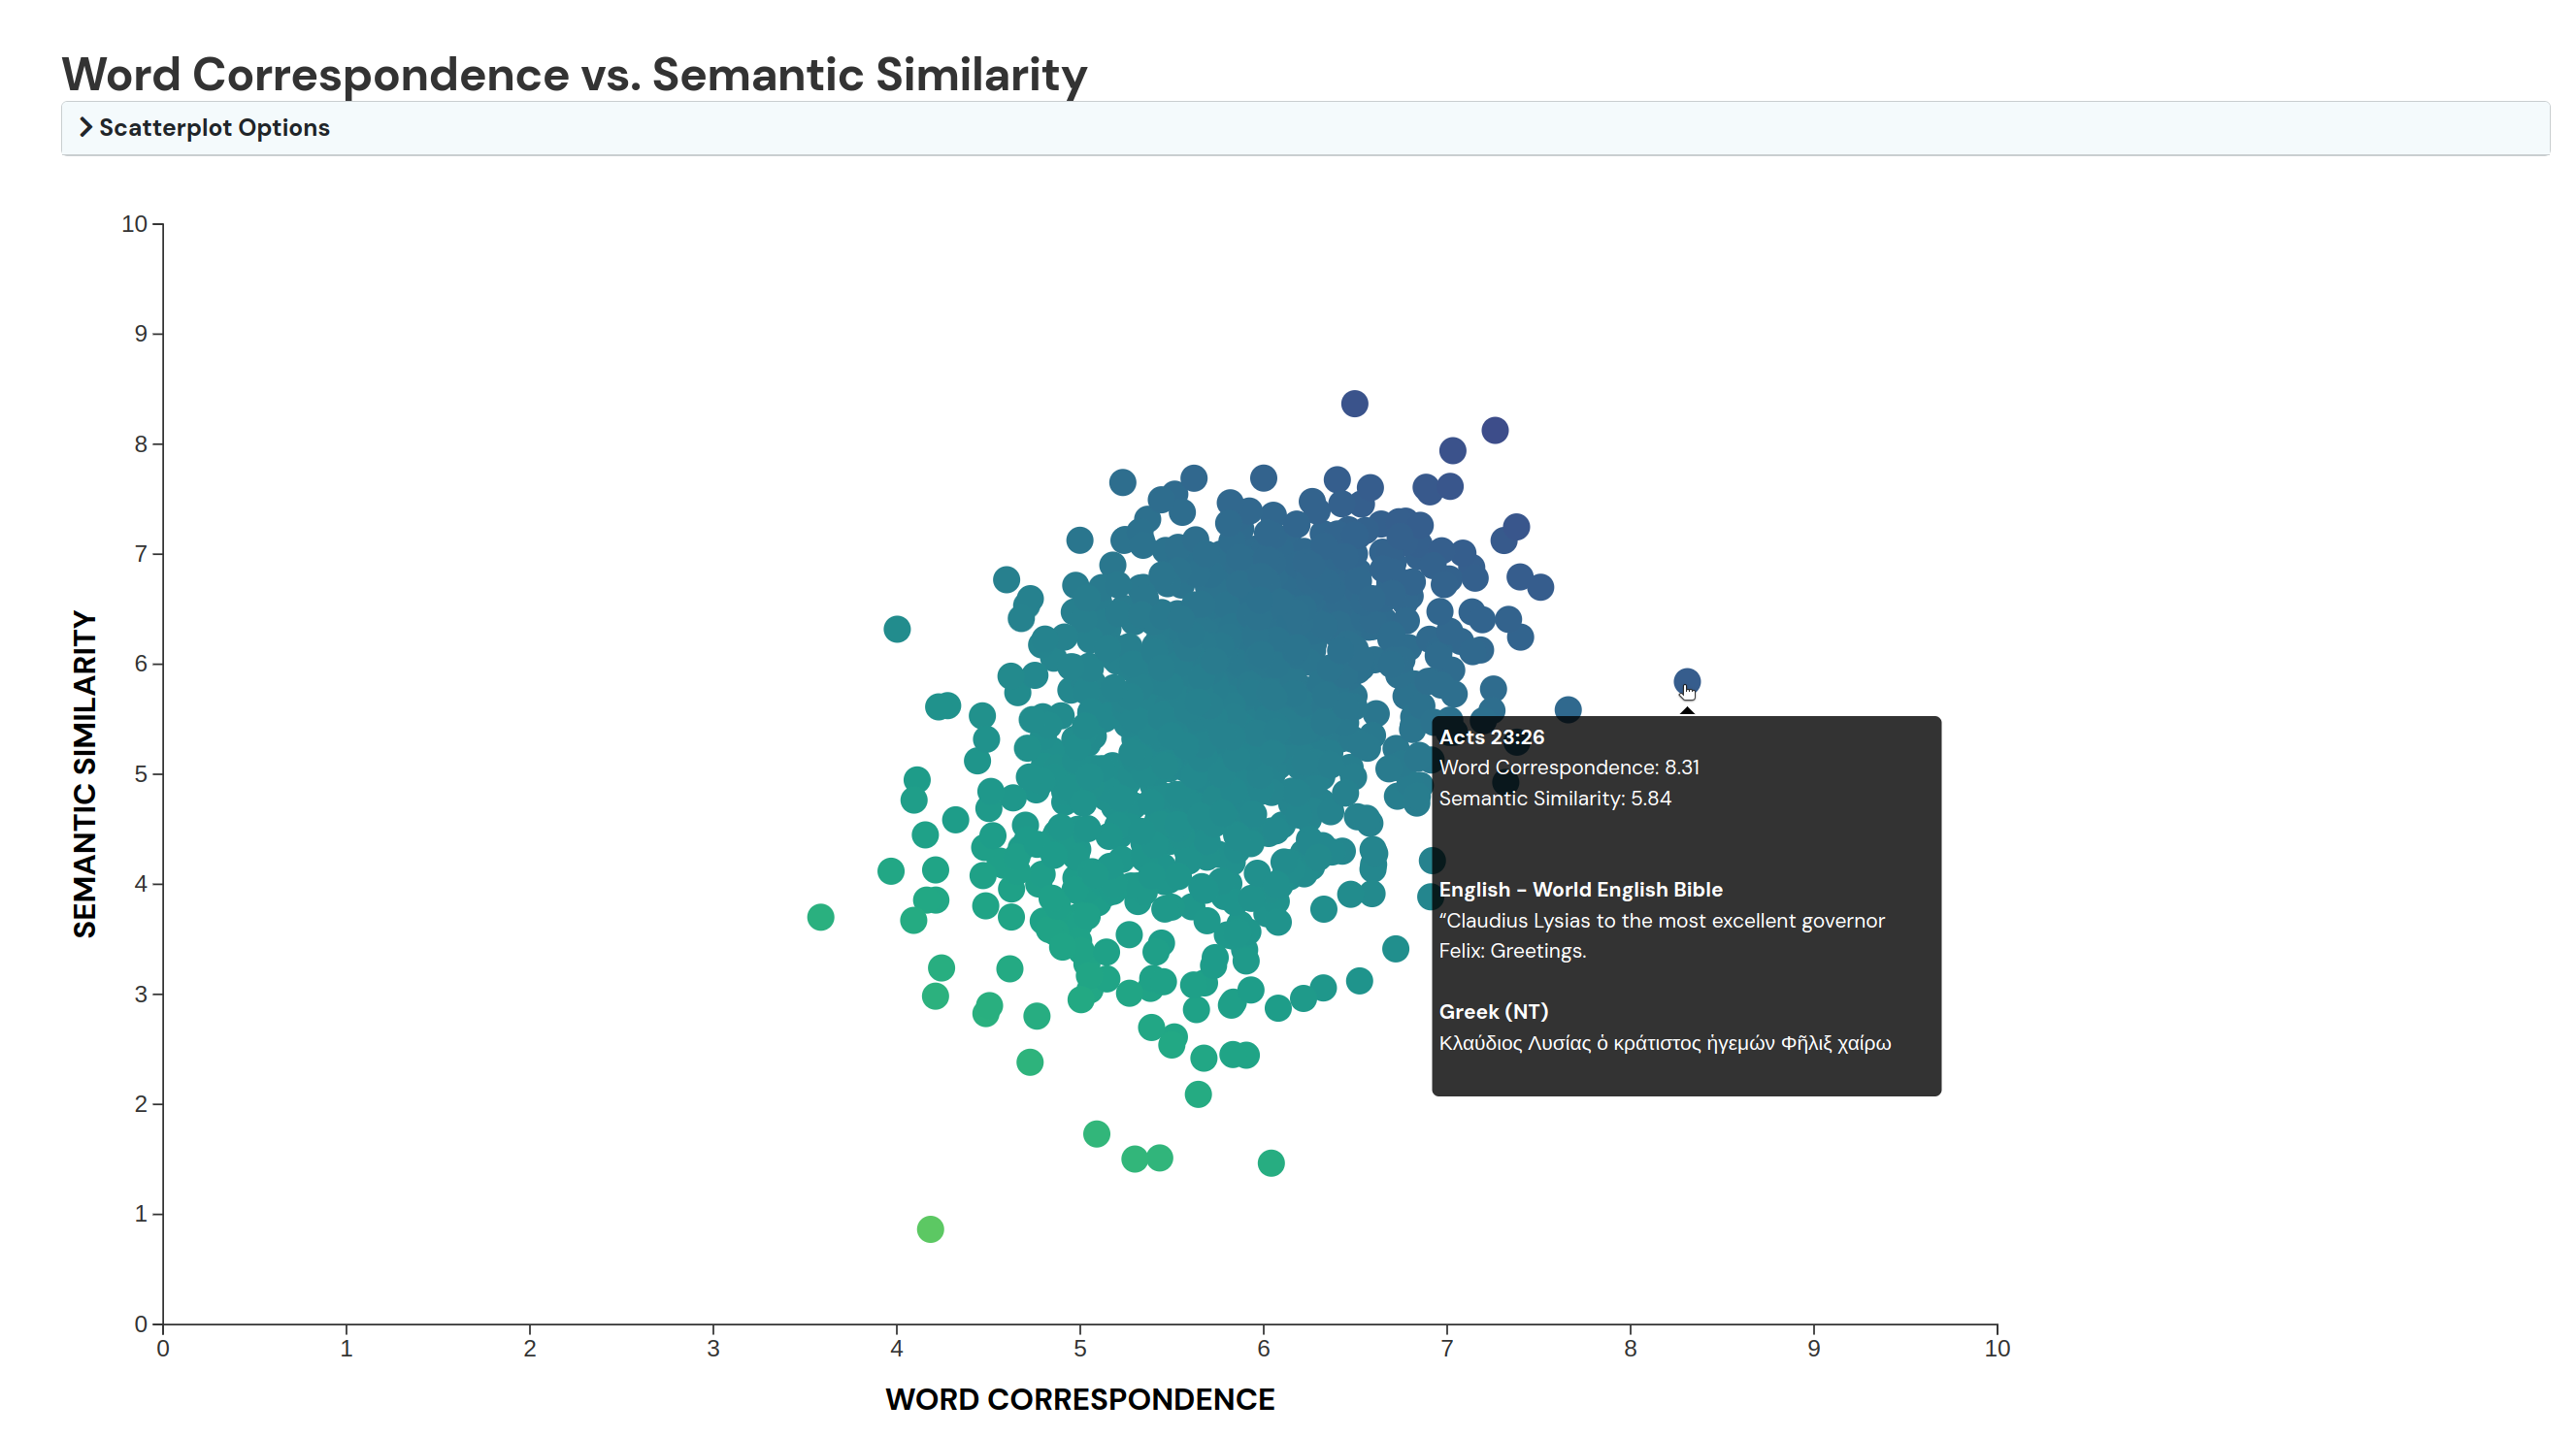 Word Correspondence vs. Semantic Similarity
Scatterplot Options
10
9
8
7
6
5
4
3
2
1
0
SEMANTIC SIMILARITY
0 1 2 3 4 5 6 7 8 9 10
WORD CORRESPONDENCE
Acts 23:26
Word Correspondence: 8.31
Semantic Similarity: 5.84
English – World English Bible
“Claudius Lysias to the most excellent governor
Felix: Greetings.
Greek (NT)
Κλαύδιος Λυσίας ὁ κράτιστος ἡγεμών Φῆλιξ χαίρω